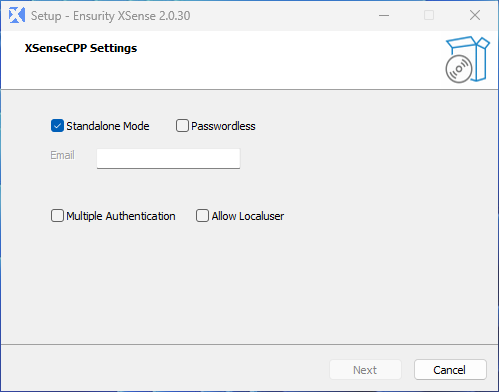 Setup - Ensurity XSense 2.0.30
XSenseCPP Settings
Standalone Mode Passwordless
Email
Multiple Authentication Allow Localuser
Next Cancel